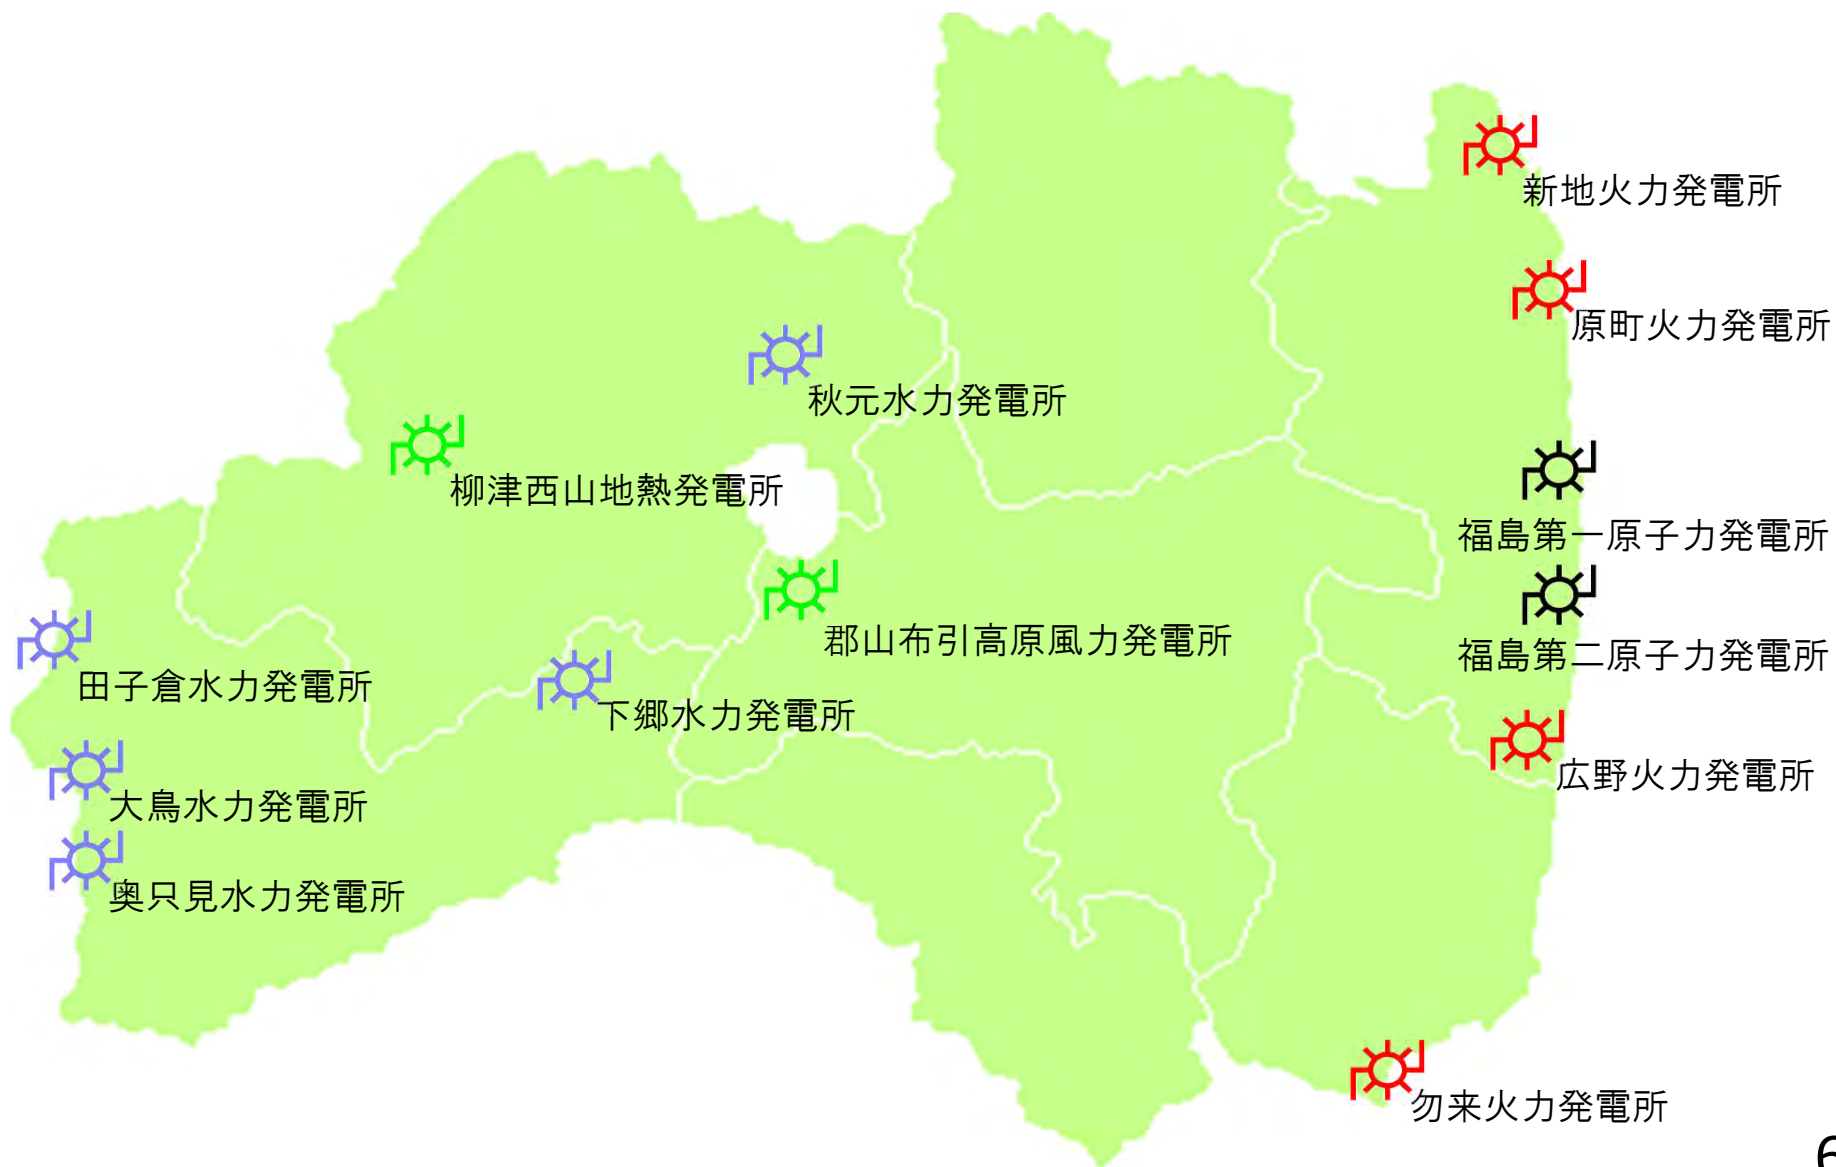 新地火力発電所
原町火力発電所
秋元水力発電所
柳津西山地熱発電所
福島第一原子力発電所
郡山布引高原風力発電所
福島第二原子力発電所
田子倉水力発電所
下郷水力発電所
広野火力発電所
大鳥水力発電所
奥只見水力発電所
勿来火力発電所
6